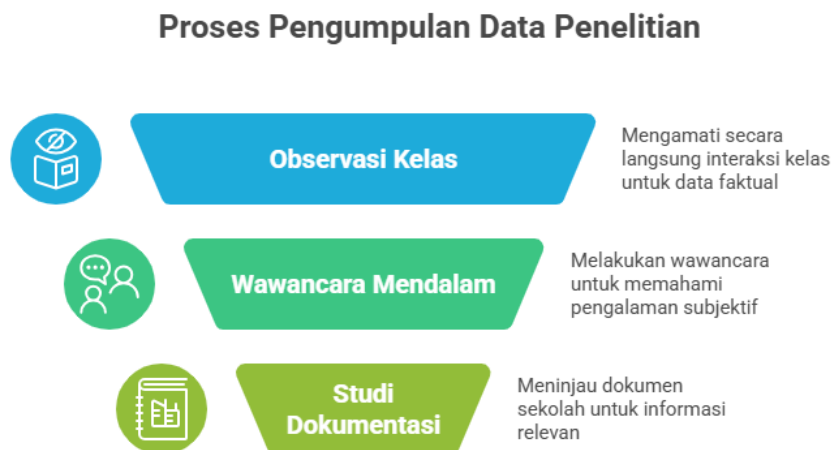 Proses Pengumpulan Data Penelitian
Observasi Kelas
Mengamati secara
langsung interaksi kelas
untuk data faktual
Wawancara Mendalam
Melakukan wawancara
untuk memahami
pengalaman subjektif
Studi
Dokumentasi
Meninjau dokumen
sekolah untuk informasi
relevan